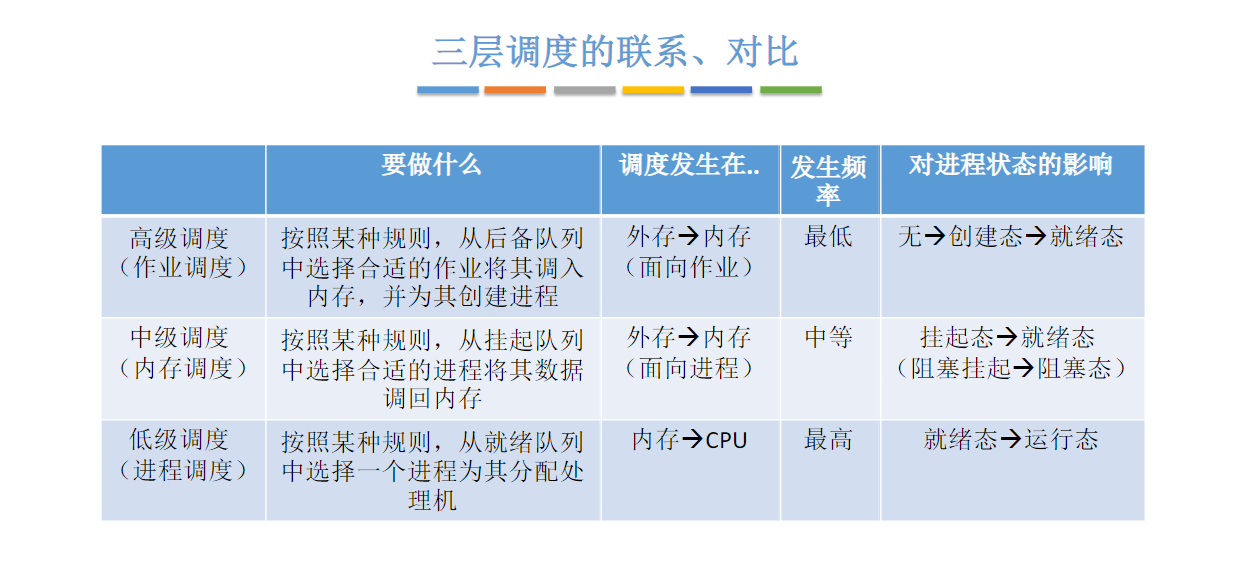 三层调度的联系、对比
要做什么
调度发生在..
发生频
率
对进程状态的影响
高级调度
（作业调度）
按照某种规则，从后备队列
中选择合适的作业将其调入
内存，并为其创建进程
外存→内存
（面向作业）
最低
无→创建态→就绪态
中级调度
（内存调度）
按照某种规则，从挂起队列
中选择合适的进程将其数据
调回内存
外存→内存
（面向进程）
中等
挂起态→就绪态
（阻塞挂起→阻塞态）
低级调度
（进程调度）
按照某种规则，从就绪队列
中选择一个进程为其分配处
理机
内存→CPU
最高
就绪态→运行态